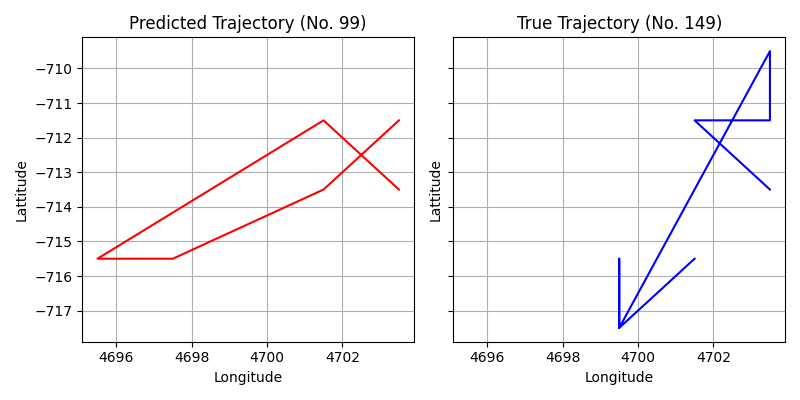 Predicted Trajectory (No. 99)
True Trajectory (No. 149)
−710
−711
−712
−713
−714
−715
−716
−717
Lattitude
Lattitude
4696 4698 4700 4702
4696 4698 4700 4702
Longitude
Longitude